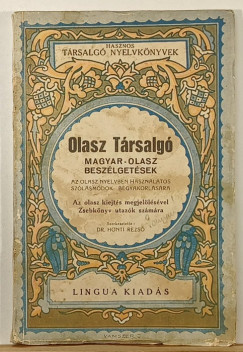 HASZNOS
TÁRSALGÓ NYELVKÖNYVEK
Olasz Társalgó
MAGYAR-OLASZ
BESZÉLGETÉSEK
AZ OLASZ NYELVBEN HASZNÁLATOS
SZÓLÁSMÓDOK BEGYAKORLÁSÁRA
Az olasz kiejtés megjelölésével
Zsebkönyv utazók számára
DR. HONTI REZSŐ
LINGUA KIADÁS